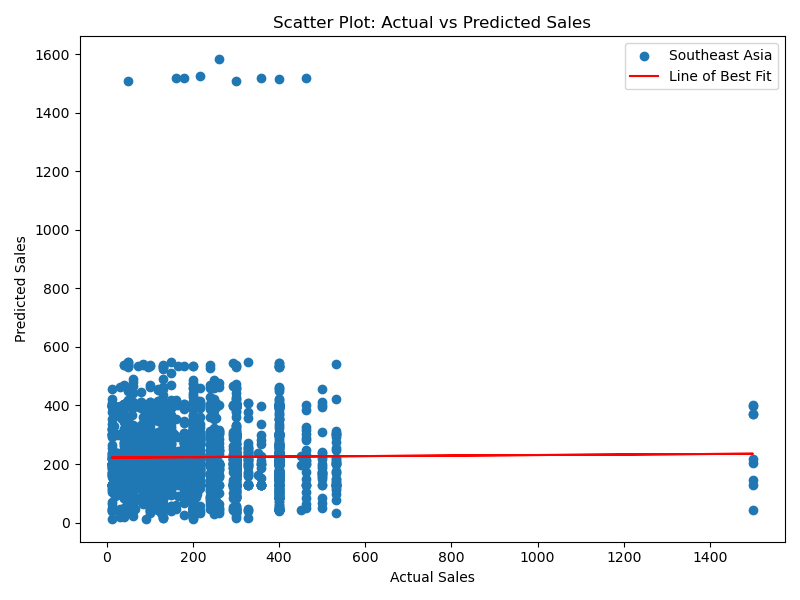 Scatter Plot: Actual vs Predicted Sales
Southeast Asia
Line of Best Fit
1600
1400
1200
1000
800
600
400
200
0
Predicted Sales
0 200 400 600 800 1000 1200 1400
Actual Sales